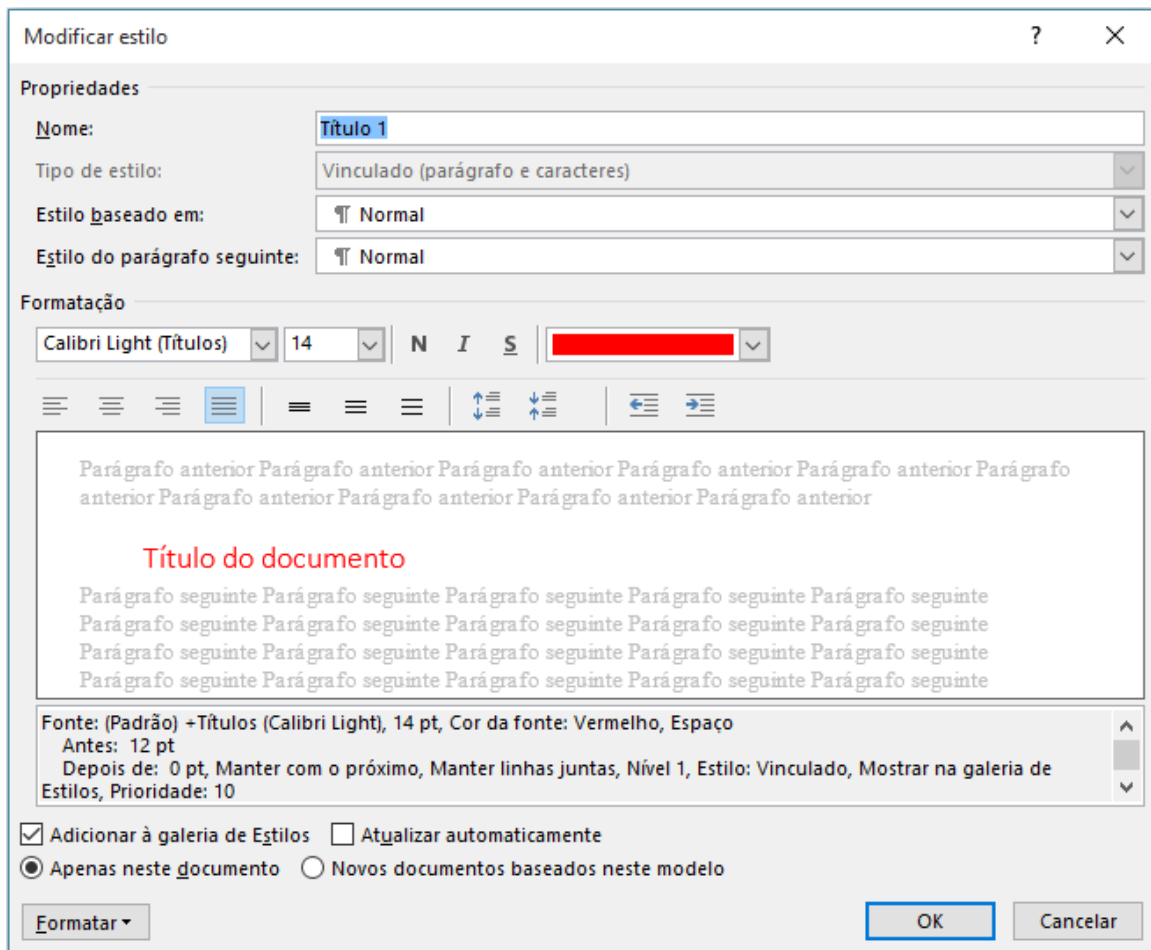 Modificar estilo ?
Propriedades
Nome: Título 1
Tipo de estilo: Vinculado (parágrafo e caracteres)
Estilo baseado em: ¶ Normal
Estilo do parágrafo seguinte: ¶ Normal
Formatação
Calibri Light (Títulos) 14 N I S
Parágrafo anterior Parágrafo anterior Parágrafo anterior Parágrafo anterior Parágrafo anterior Parágrafo
anterior Parágrafo anterior Parágrafo anterior Parágrafo anterior Parágrafo anterior
Título do documento
Parágrafo seguinte Parágrafo seguinte Parágrafo seguinte Parágrafo seguinte Parágrafo seguinte
Parágrafo seguinte Parágrafo seguinte Parágrafo seguinte Parágrafo seguinte Parágrafo seguinte
Parágrafo seguinte Parágrafo seguinte Parágrafo seguinte Parágrafo seguinte Parágrafo seguinte
Parágrafo seguinte Parágrafo seguinte Parágrafo seguinte Parágrafo seguinte Parágrafo seguinte
Fonte: (Padrão) +Títulos (Calibri Light), 14 pt, Cor da fonte: Vermelho, Espaço
Antes: 12 pt
Depois de: 0 pt, Manter com o próximo, Manter linhas juntas, Nível 1, Estilo: Vinculado, Mostrar na galeria de
Estilos, Prioridade: 10
Adicionar à galeria de Estilos Atualizar automaticamente
Apenas neste documento Novos documentos baseados neste modelo
Formatar OK Cancelar